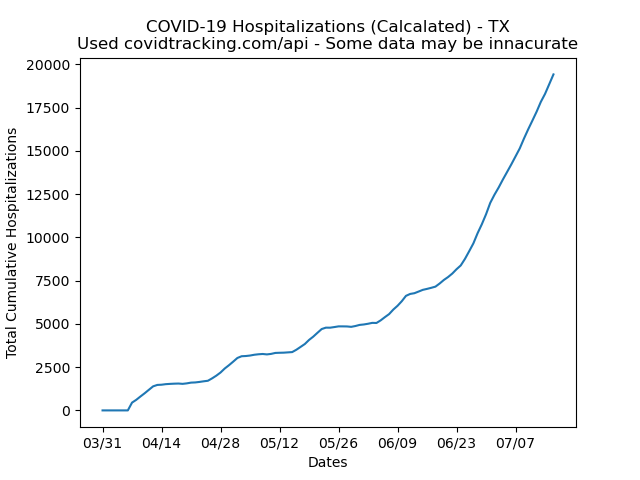 COVID-19 Hospitalizations (Calcalated) - TX
Used covidtracking.com/api - Some data may be innacurate
Total Cumulative Hospitalizations
20000
17500
15000
12500
10000
7500
5000
2500
0
03/31 04/14 04/28 05/12 05/26 06/09 06/23 07/07
Dates